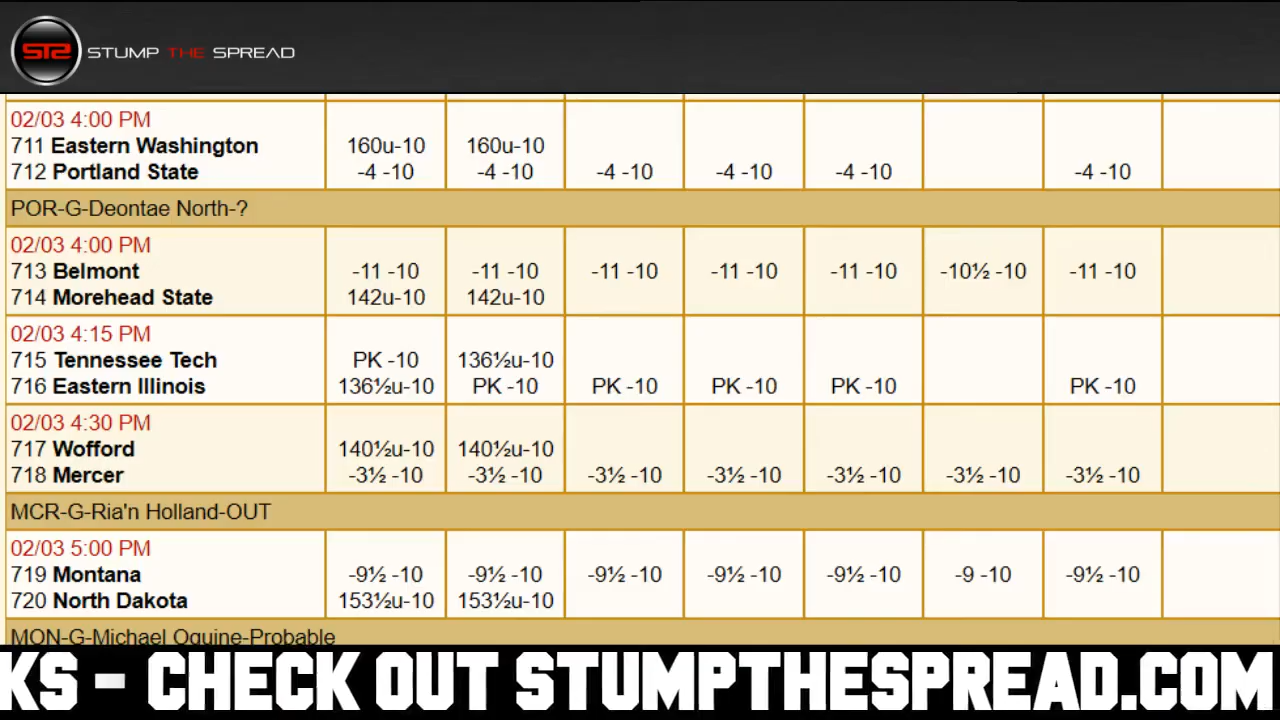 STS STUMP THE SPREAD
02/03 4:00 PM
711 Eastern Washington 160u-10 160u-10
712 Portland State -4 -10 -4 -10 -4 -10 -4 -10 -4 -10 -4 -10
POR-G-Deontae North-?
02/03 4:00 PM
713 Belmont -11 -10 -11 -10 -11 -10 -11 -10 -11 -10 -10½ -10 -11 -10
714 Morehead State 142u-10 142u-10
02/03 4:15 PM
715 Tennessee Tech PK -10 136½u-10
716 Eastern Illinois 136½u-10 PK -10 PK -10 PK -10 PK -10 PK -10
02/03 4:30 PM
717 Wofford 140½u-10 140½u-10
718 Mercer -3½ -10 -3½ -10 -3½ -10 -3½ -10 -3½ -10 -3½ -10 -3½ -10
MCR-G-Ria'n Holland-OUT
02/03 5:00 PM
719 Montana -9½ -10 -9½ -10 -9½ -10 -9½ -10 -9½ -10 -9 -10 -9½ -10
720 North Dakota 153½u-10 153½u-10
MON-G-Michael Oguine-Probable
KS - CHECK OUT STUMPTHESPREAD.COM